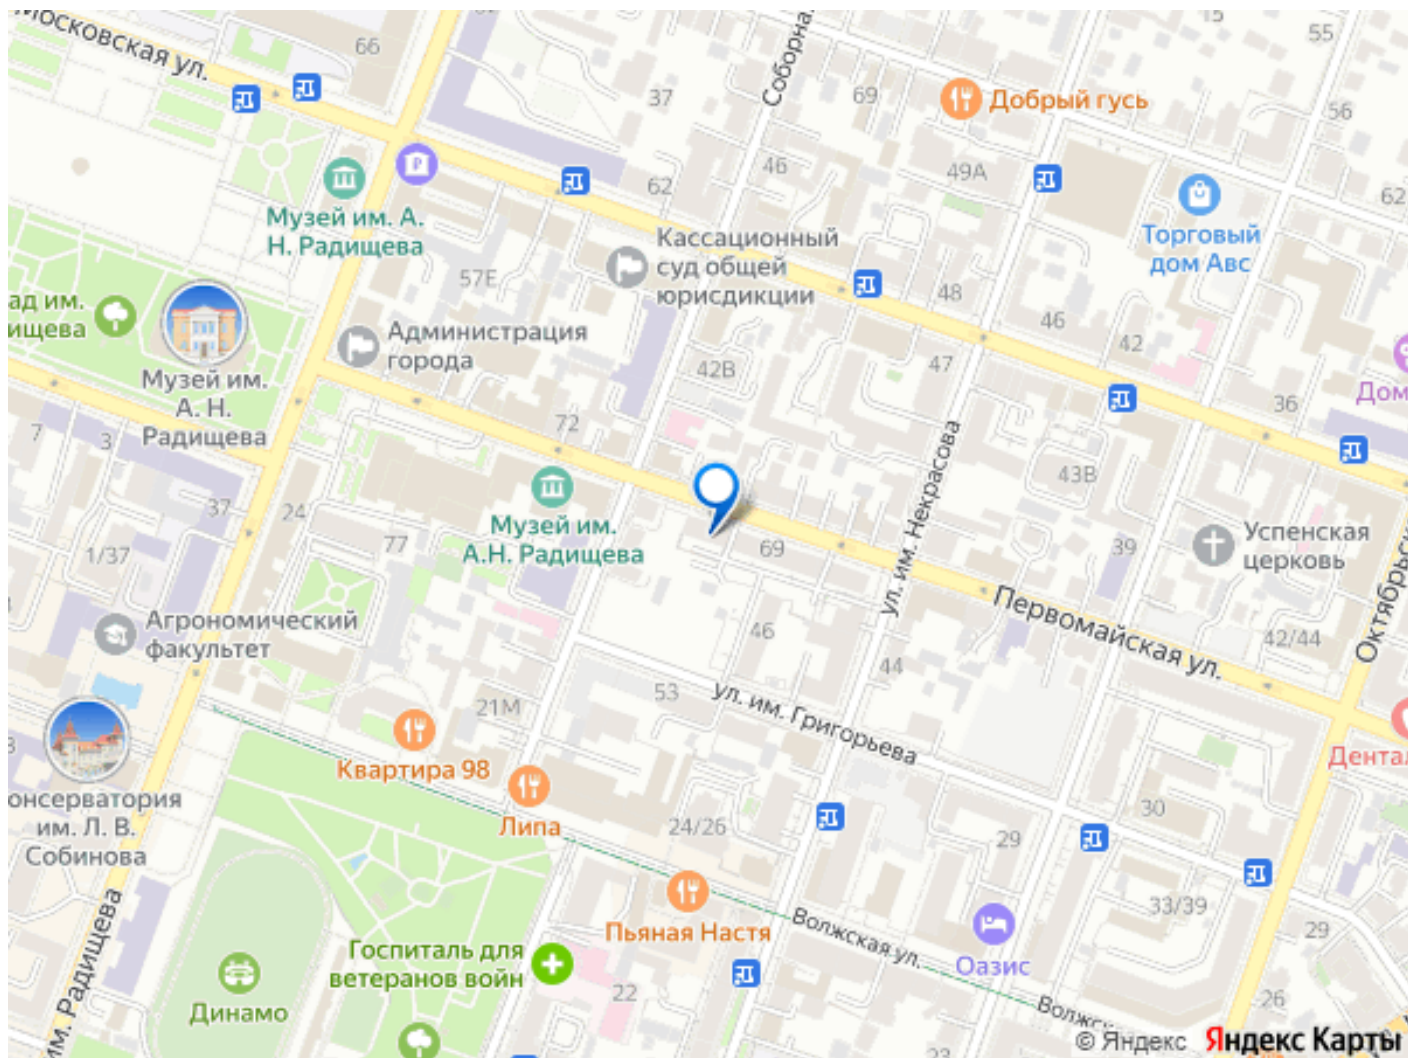 Московская ул.
66
Соборная
15
55
37
69
Добрый гусь
56
46
49А
62
62
Музей им. А.
Н. Радищева
Кассационный
суд общей
юрисдикции
Торговый
дом Авс
57Е
48
ад им.
ищева
Администрация
города
46
42
47
42В
Музей им.
А. Н.
Радищева
Дом
36
7
3
72
ул. им. Некрасова
43В
37
24
Музей им.
А.Н. Радищева
77
69
39
Успенская
церковь
1/37
Октябрьск
Первомайская ул.
Агрономический
факультет
46
42/44
44
53
ул. им. Григорьева
21М
Квартира 98
Дентал
онсерватория
им. Л. В.
Собинова
Липа
24/26
30
29
33/39
Пьяная Настя
Волжская ул.
29
им. Радищева
Госпиталь для
ветеранов войн
Оазис
22
Динамо
26
Волжс
23
© Яндекс Яндекс Карты